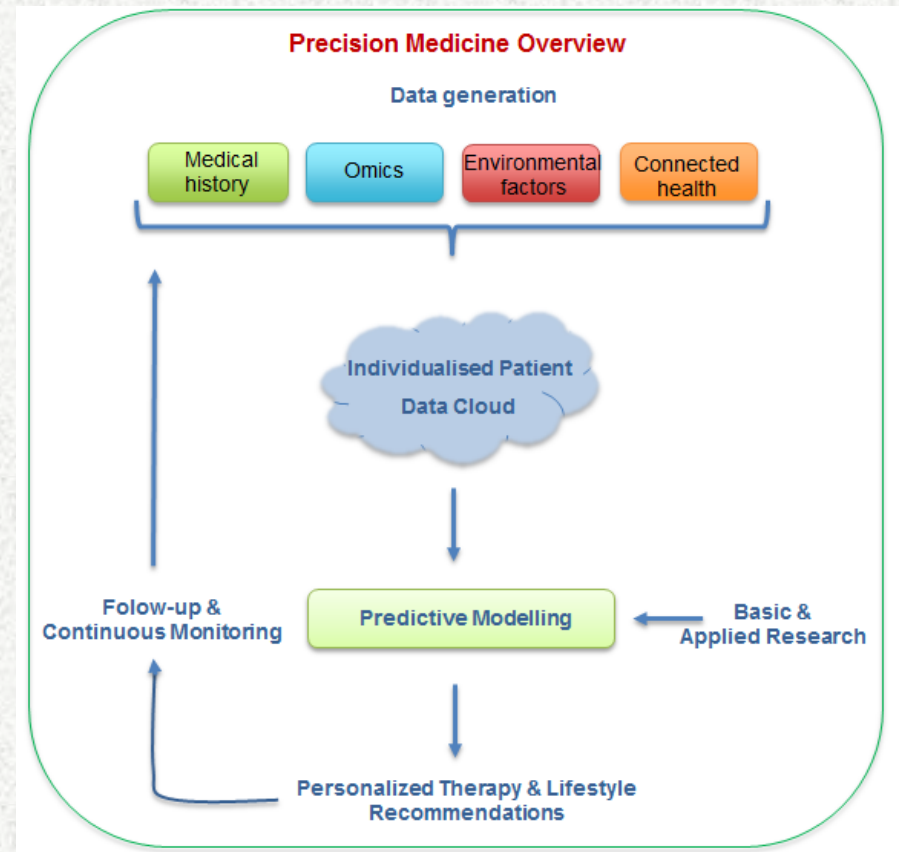 Precision Medicine Overview
Data generation
Medical
history
Omics
Environmental
factors
Connected
health
Individualised Patient
Data Cloud
Folow-up &
Continuous Monitoring
Predictive Modelling
Basic &
Applied Research
Personalized Therapy & Lifestyle
Recommendations